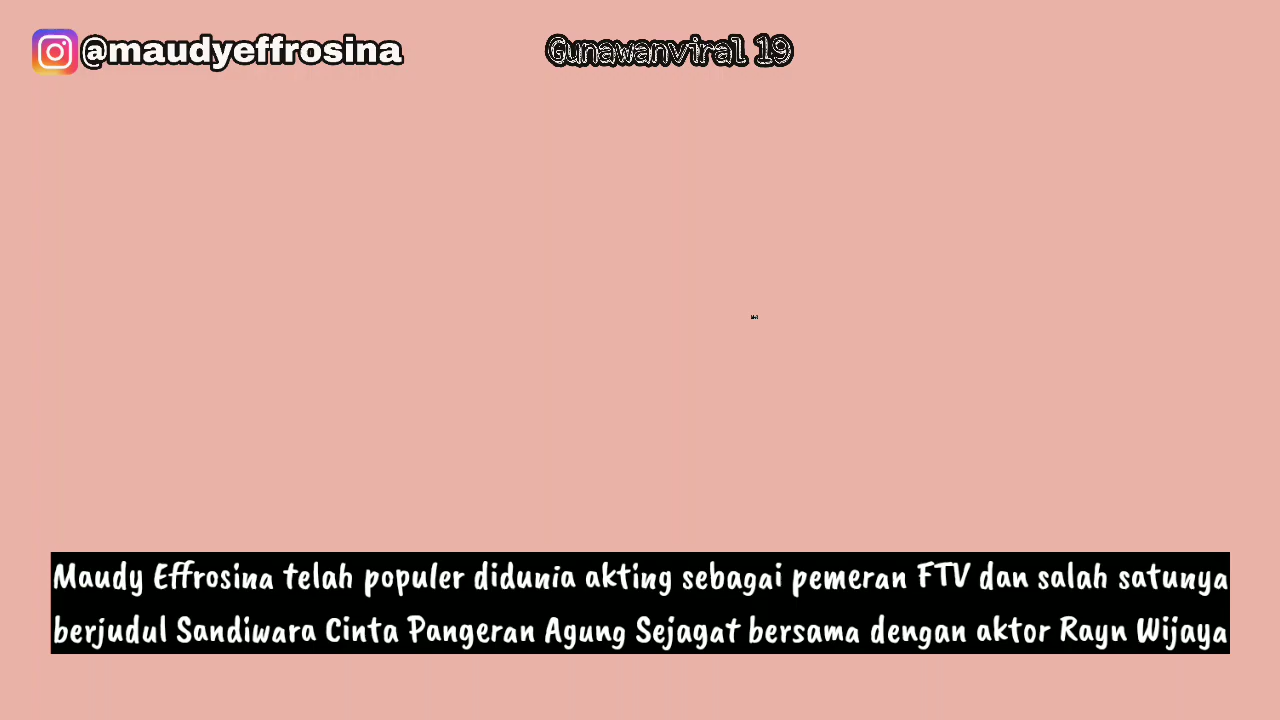 @maudyeffrosina
Gunawanviral 19
Maudy Effrosina telah populer didunia akting sebagai pemeran FTV dan salah satunya
berjudul Sandiwara Cinta Pangeran Agung Sejagat bersama dengan aktor Rayn Wijaya